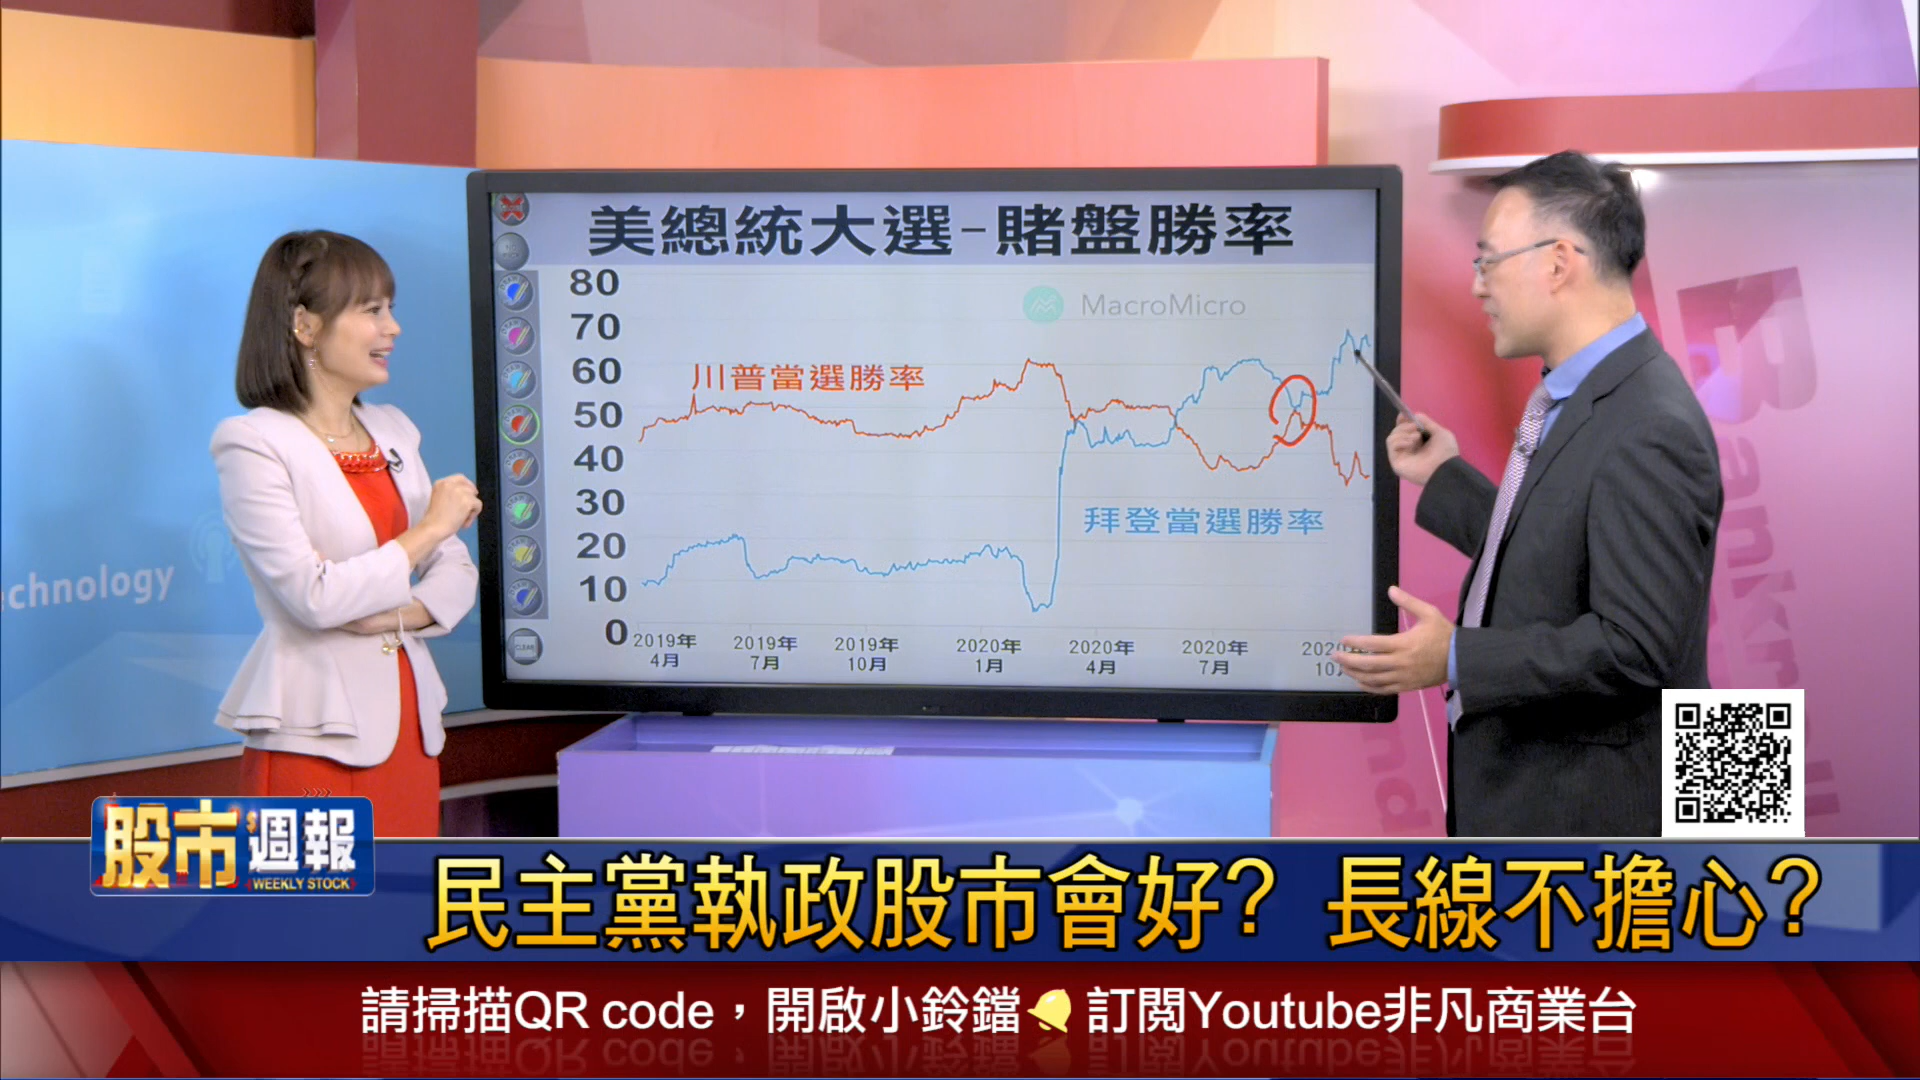 美總統大選-賭盤勝率
80
MacroMicro
70
60
川普當選勝率
50
40
30
拜登當選勝率
20
10
0
2019年 4月
2019年 7月
2019年 10月
2020年 1月
2020年 4月
2020年 7月
CLEAR
echnology
股市週報
WEEKLY STOCK
民主黨執政股市會好? 長線不擔心?
請掃描QR code,開啟小鈴鐺🔔訂閱Youtube非凡商業台